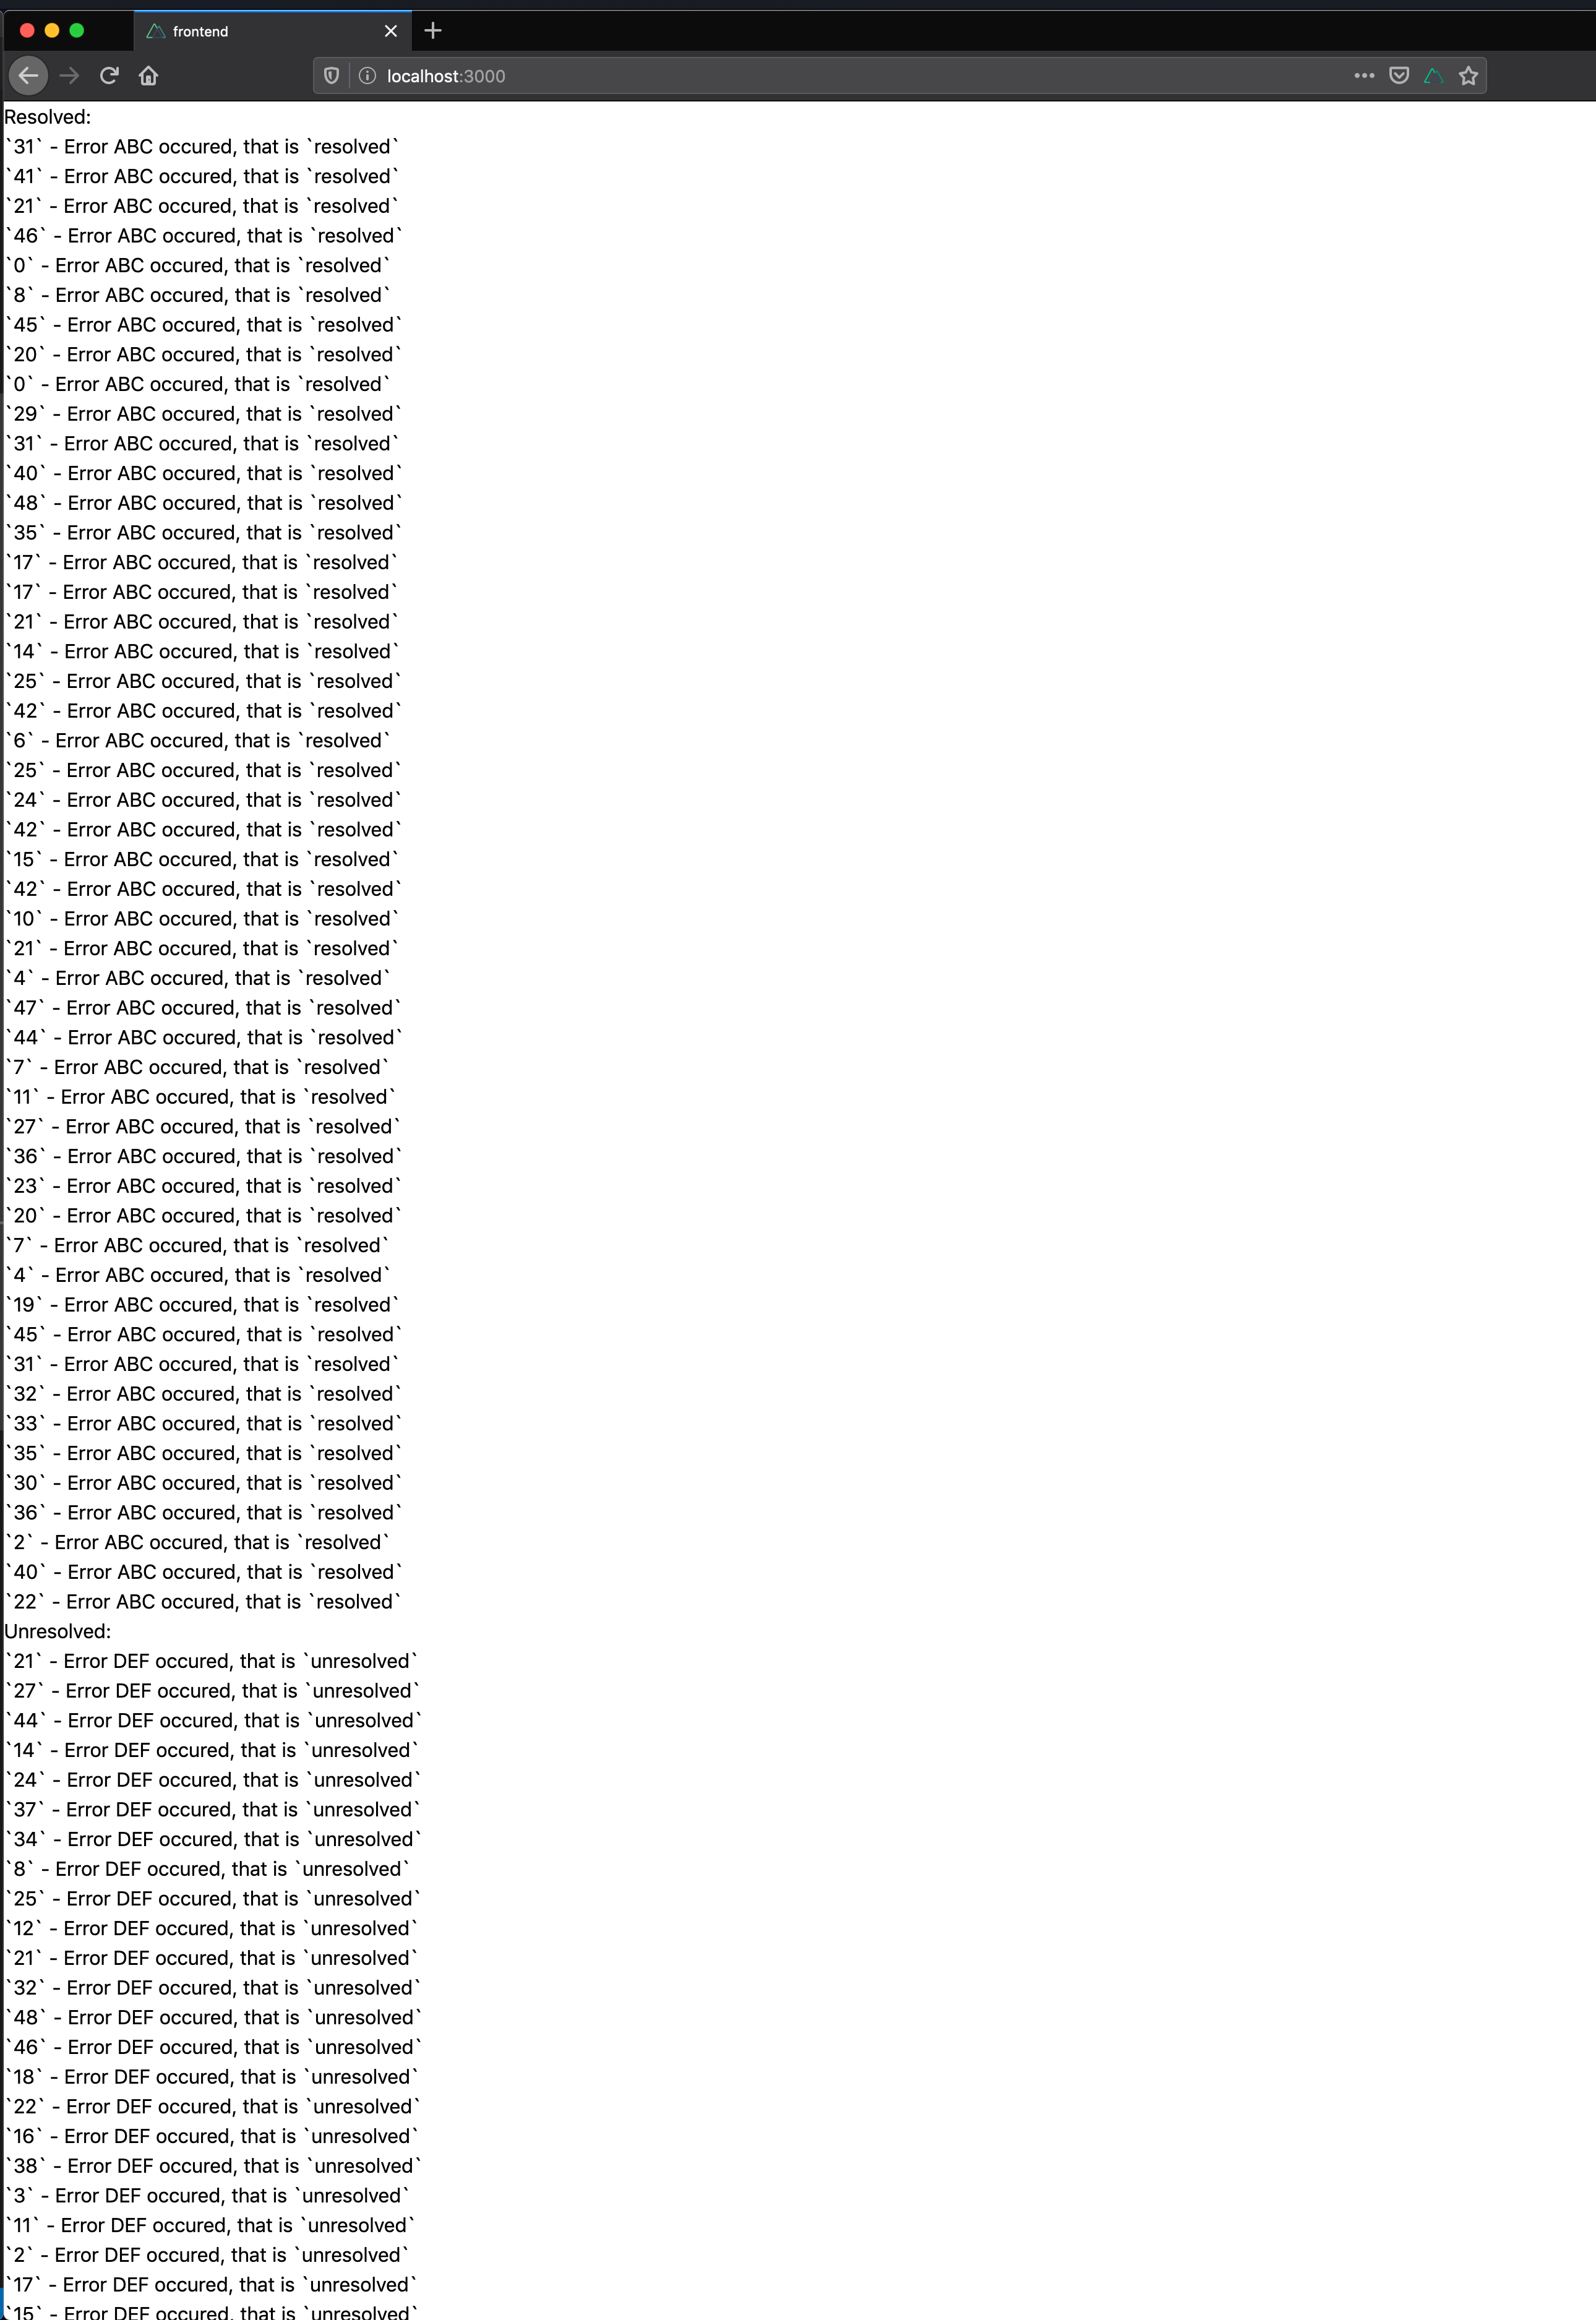 frontend
localhost:3000
Resolved:
`31` - Error ABC occured, that is `resolved`
`41` - Error ABC occured, that is `resolved`
`21` - Error ABC occured, that is `resolved`
`46` - Error ABC occured, that is `resolved`
`0` - Error ABC occured, that is `resolved`
`8` - Error ABC occured, that is `resolved`
`45` - Error ABC occured, that is `resolved`
`20` - Error ABC occured, that is `resolved`
`0` - Error ABC occured, that is `resolved`
`29` - Error ABC occured, that is `resolved`
`31` - Error ABC occured, that is `resolved`
`40` - Error ABC occured, that is `resolved`
`48` - Error ABC occured, that is `resolved`
`35` - Error ABC occured, that is `resolved`
`17` - Error ABC occured, that is `resolved`
`17` - Error ABC occured, that is `resolved`
`21` - Error ABC occured, that is `resolved`
`14` - Error ABC occured, that is `resolved`
`25` - Error ABC occured, that is `resolved`
`42` - Error ABC occured, that is `resolved`
`6` - Error ABC occured, that is `resolved`
`25` - Error ABC occured, that is `resolved`
`24` - Error ABC occured, that is `resolved`
`42` - Error ABC occured, that is `resolved`
`15` - Error ABC occured, that is `resolved`
`42` - Error ABC occured, that is `resolved`
`10` - Error ABC occured, that is `resolved`
`21` - Error ABC occured, that is `resolved`
`4` - Error ABC occured, that is `resolved`
`47` - Error ABC occured, that is `resolved`
`44` - Error ABC occured, that is `resolved`
`7` - Error ABC occured, that is `resolved`
`11` - Error ABC occured, that is `resolved`
`27` - Error ABC occured, that is `resolved`
`36` - Error ABC occured, that is `resolved`
`23` - Error ABC occured, that is `resolved`
`20` - Error ABC occured, that is `resolved`
`7` - Error ABC occured, that is `resolved`
`4` - Error ABC occured, that is `resolved`
`19` - Error ABC occured, that is `resolved`
`45` - Error ABC occured, that is `resolved`
`31` - Error ABC occured, that is `resolved`
`32` - Error ABC occured, that is `resolved`
`33` - Error ABC occured, that is `resolved`
`35` - Error ABC occured, that is `resolved`
`30` - Error ABC occured, that is `resolved`
`36` - Error ABC occured, that is `resolved`
`2` - Error ABC occured, that is `resolved`
`40` - Error ABC occured, that is `resolved`
`22` - Error ABC occured, that is `resolved`
Unresolved:
`21` - Error DEF occured, that is `unresolved`
`27` - Error DEF occured, that is `unresolved`
`44` - Error DEF occured, that is `unresolved`
`14` - Error DEF occured, that is `unresolved`
`24` - Error DEF occured, that is `unresolved`
`37` - Error DEF occured, that is `unresolved`
`34` - Error DEF occured, that is `unresolved`
`8` - Error DEF occured, that is `unresolved`
`25` - Error DEF occured, that is `unresolved`
`12` - Error DEF occured, that is `unresolved`
`21` - Error DEF occured, that is `unresolved`
`32` - Error DEF occured, that is `unresolved`
`48` - Error DEF occured, that is `unresolved`
`46` - Error DEF occured, that is `unresolved`
`18` - Error DEF occured, that is `unresolved`
`22` - Error DEF occured, that is `unresolved`
`16` - Error DEF occured, that is `unresolved`
`38` - Error DEF occured, that is `unresolved`
`3` - Error DEF occured, that is `unresolved`
`11` - Error DEF occured, that is `unresolved`
`2` - Error DEF occured, that is `unresolved`
`17` - Error DEF occured, that is `unresolved`
`15` - Error DEF occured, that is `unresolved`